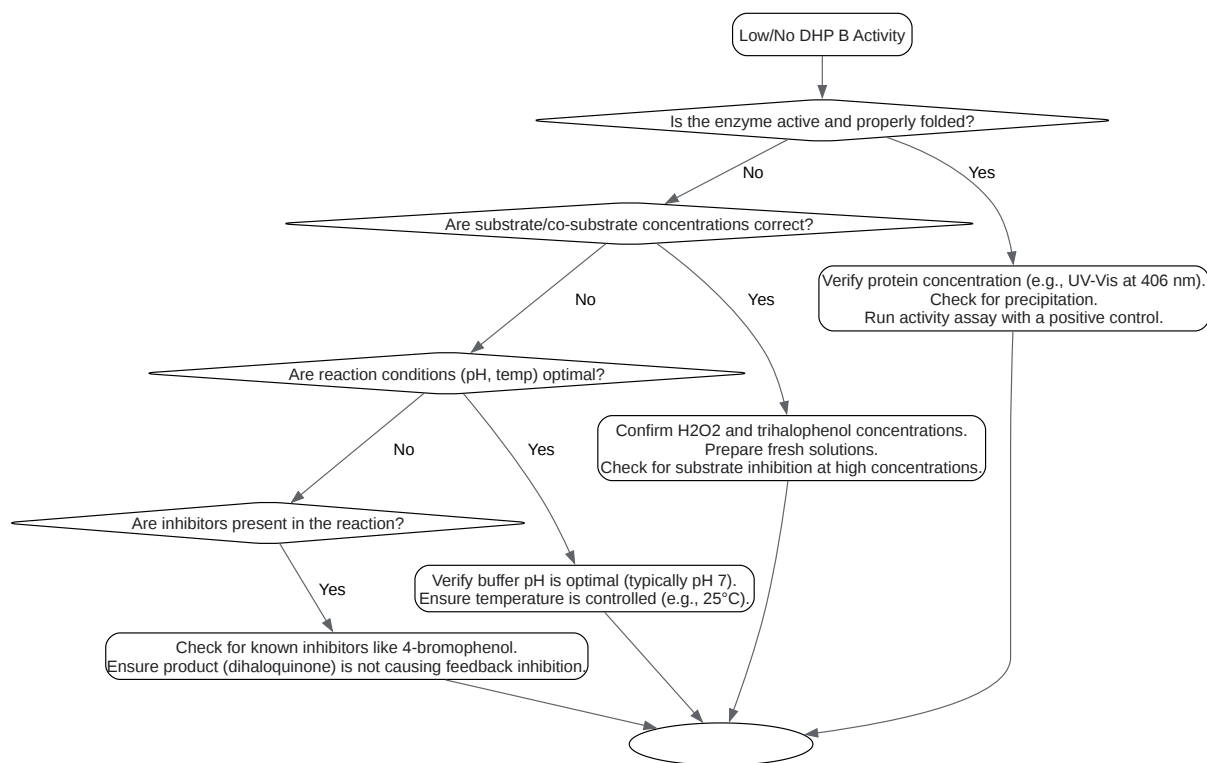 Low/No DHP B Activity
Is the enzyme active and properly folded?
No
Yes
Are substrate/co-substrate concentrations correct?
Verify protein concentration (e.g., UV-Vis at 406 nm).
Check for precipitation.
Run activity assay with a positive control.
No
Yes
Are reaction conditions (pH, temp) optimal?
Confirm H2O2 and trihalophenol concentrations.
Prepare fresh solutions.
Check for substrate inhibition at high concentrations.
No
Yes
Are inhibitors present in the reaction?
Verify buffer pH is optimal (typically pH 7).
Ensure temperature is controlled (e.g., 25°C).
Yes
Check for known inhibitors like 4-bromophenol.
Ensure product (dihaloquinone) is not causing feedback inhibition.